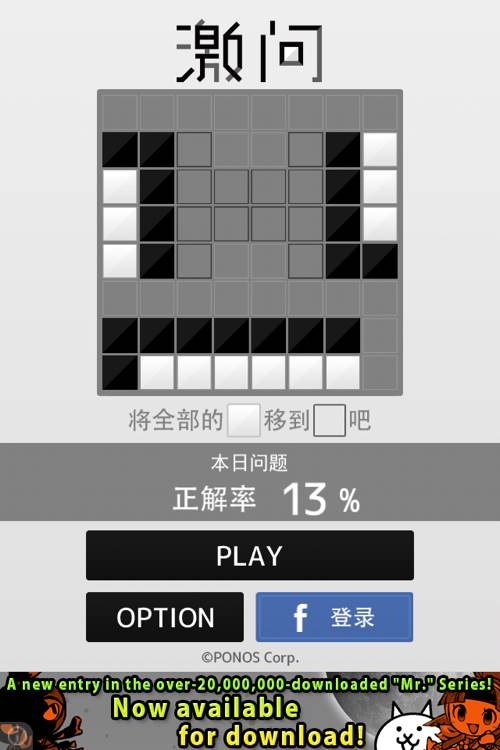 激问
将全部的 移到 吧
本日问题
正解率 13 %
PLAY
OPTION
f 登录
©PONOS Corp.
A new entry in the over-20,000,000-downloaded "Mr." Series!
Now available
for download!